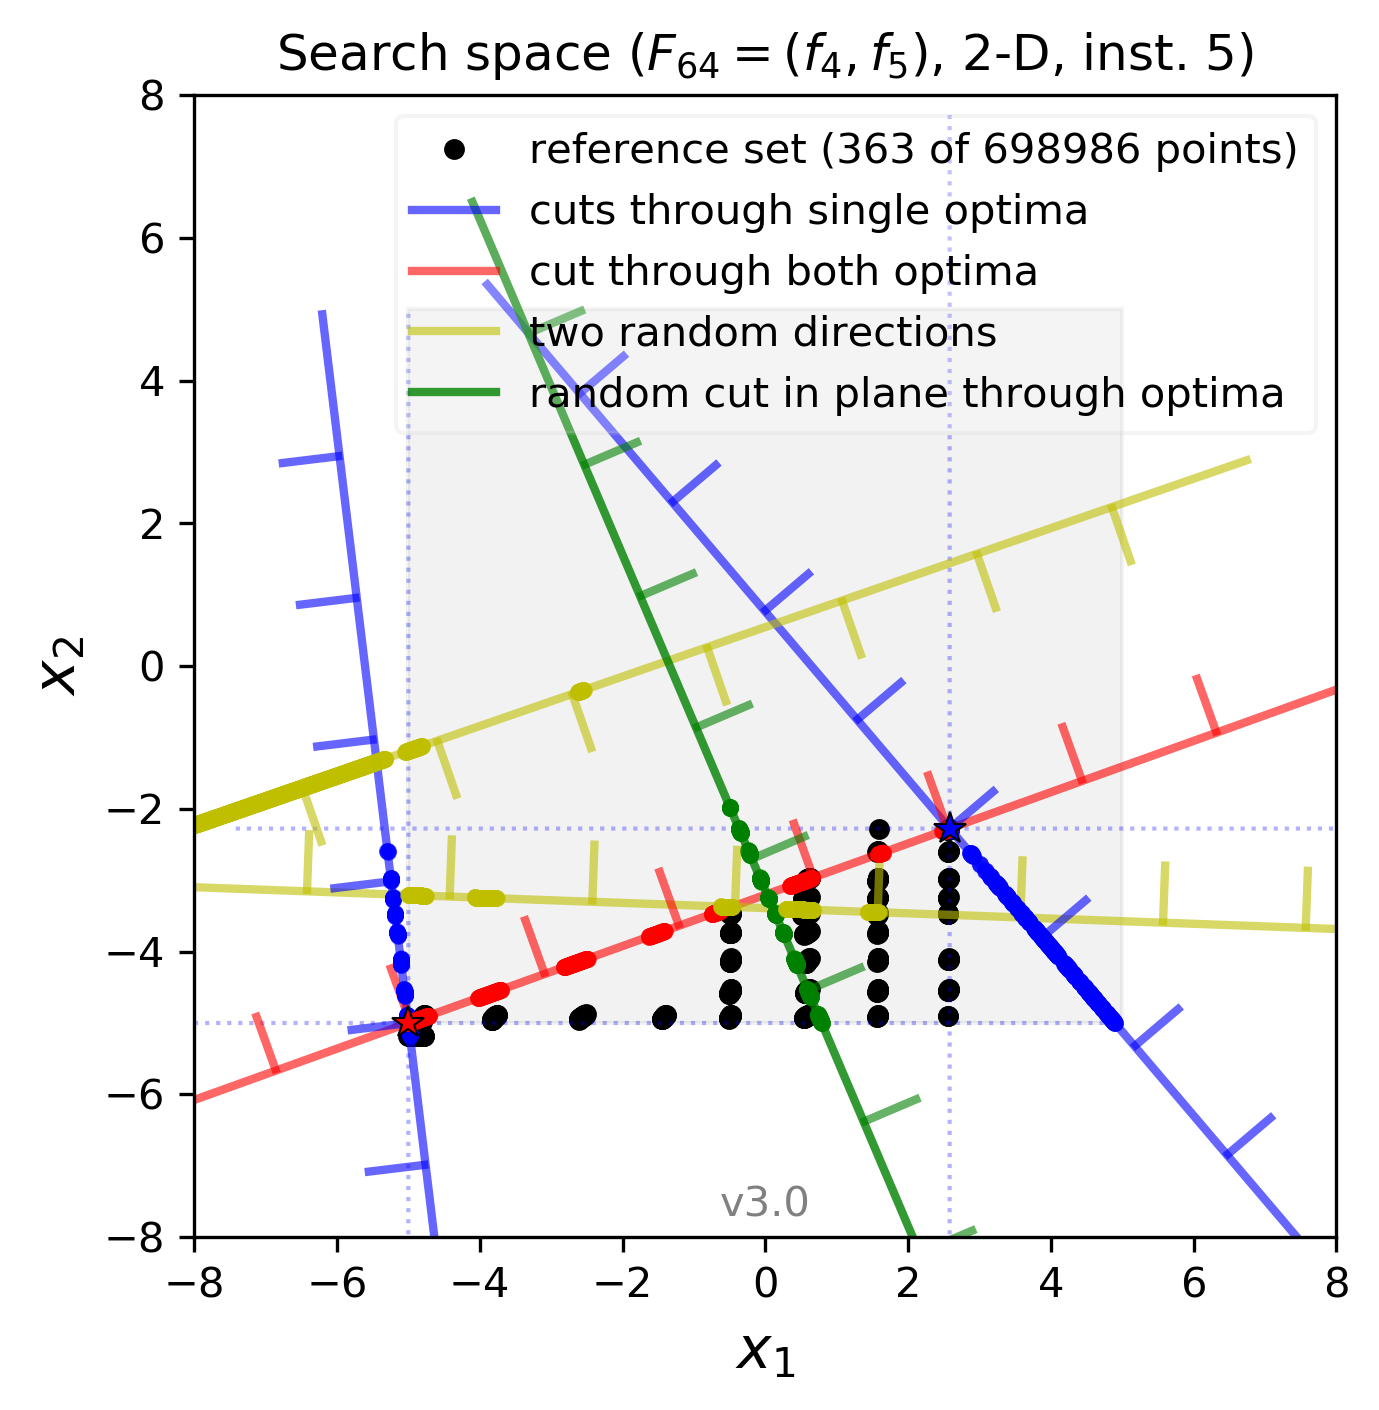 Search space (F64 = (f4, f5), 2-D, inst. 5)
8
6
4
2
0
−2
−4
−6
−8
x2
reference set (363 of 698986 points)
cuts through single optima
cut through both optima
two random directions
random cut in plane through optima
v3.0
−8 −6 −4 −2 0 2 4 6 8
x1